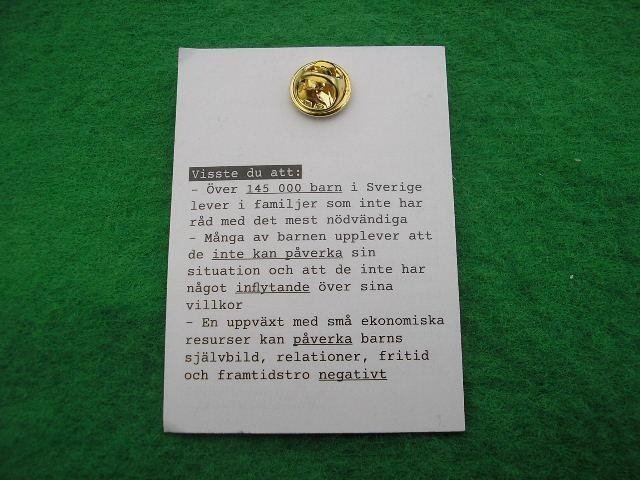 Visste du att:
- Över 145 000 barn i Sverige
lever i familjer som inte har
råd med det mest nödvändiga
- Många av barnen upplever att
de inte kan påverka sin
situation och att de inte har
något inflytande över sina
villkor
- En uppväxt med små ekonomiska
resurser kan påverka barns
självbild, relationer, fritid
och framtidstro negativt